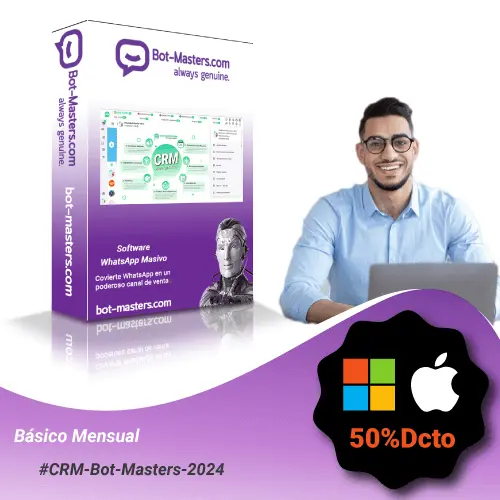 Bot-Masters.com
always genuine.
Bot-Masters.com
always genuine.
bot-masters.com
CRM
Software
WhatsApp Masivo
Covierte WhatsApp en un
poderoso canal de venta
bot-masters.com
50%Dcto
Básico Mensual
#CRM-Bot-Masters-2024